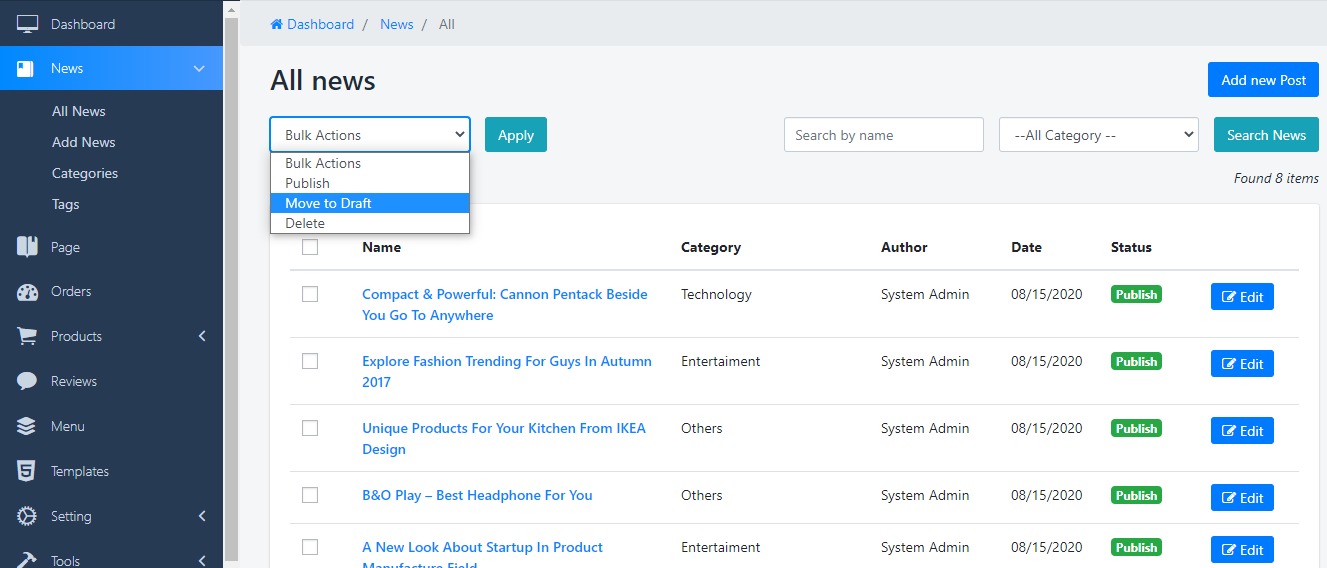 Dashboard
News
All News
Add News
Categories
Tags
Page
Orders
Products
Reviews
Menu
Templates
Setting
Tools
Dashboard / News / All
All news
Add new Post
Bulk Actions
Apply
Search by name
--All Category --
Search News
Bulk Actions
Publish
Move to Draft
Delete
Found 8 items
Name Category Author Date Status
Compact & Powerful: Cannon Pentack Beside Technology System Admin 08/15/2020 Publish Edit
You Go To Anywhere
Explore Fashion Trending For Guys In Autumn Entertaiment System Admin 08/15/2020 Publish Edit
2017
Unique Products For Your Kitchen From IKEA Others System Admin 08/15/2020 Publish Edit
Design
B&O Play – Best Headphone For You Others System Admin 08/15/2020 Publish Edit
A New Look About Startup In Product Entertaiment System Admin 08/15/2020 Publish Edit
Manufacture Field